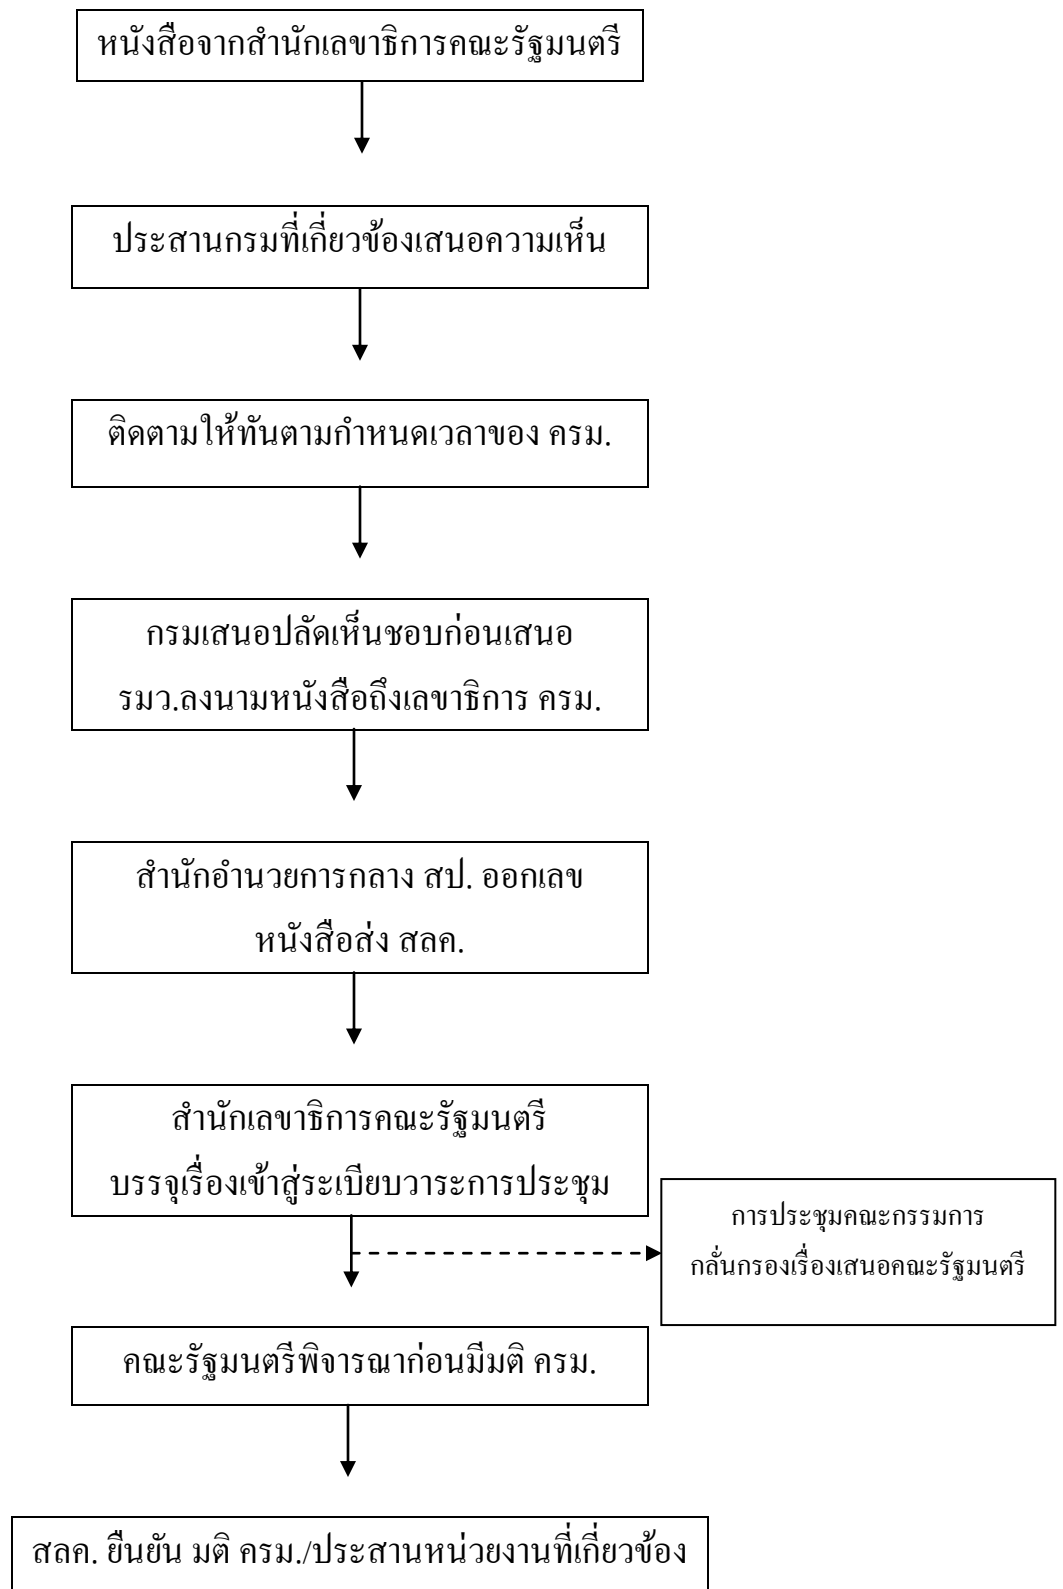 หนังสือจากสำนักเลขาธิการคณะรัฐมนตรี
ประสานกรมที่เกี่ยวข้องเสนอความเห็น
ติดตามให้ทันตามกำหนดเวลาของ ครม.
กรมเสนอปลัดเห็นชอบก่อนเสนอ
รมว.ลงนามหนังสือถึงเลขาธิการ ครม.
สำนักอำนวยการกลาง สป. ออกเลข
หนังสือส่ง สลค.
สำนักเลขาธิการคณะรัฐมนตรี
บรรจุเรื่องเข้าสู่ระเบียบวาระการประชุม
การประชุมคณะกรรมการ
กลั่นกรองเรื่องเสนอคณะรัฐมนตรี
คณะรัฐมนตรีพิจารณาก่อนมีมติ ครม.
สลค. ยืนยัน มติ ครม./ประสานหน่วยงานที่เกี่ยวข้อง